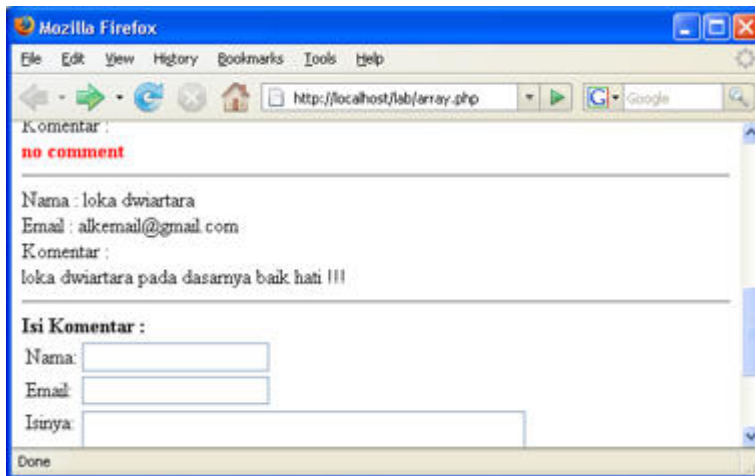 Mozilla Firefox
File Edit View History Bookmarks Tools Help
http://localhost/lab/array.php
Google
Komentar :
no comment
Nama : loka dwiartara
Email : alkemail@gmail.com
Komentar :
loka dwiartara pada dasarnya baik hati !!!
Isi Komentar :
Nama:
Email:
Isinya:
Done